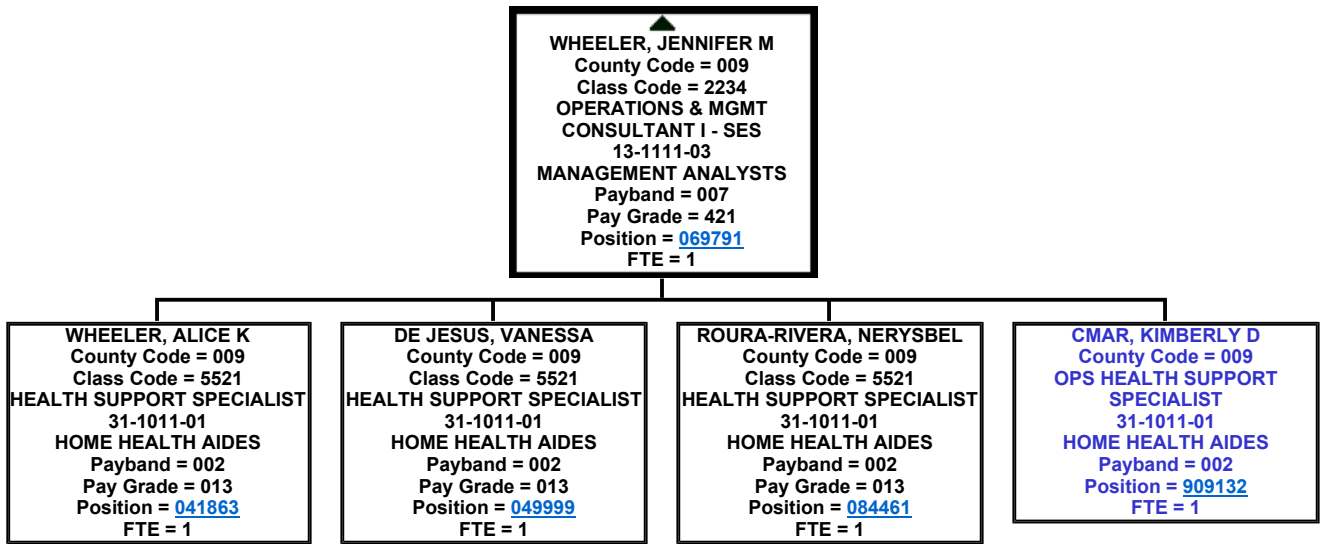 WHEELER, JENNIFER M
County Code = 009
Class Code = 2234
OPERATIONS & MGMT
CONSULTANT I - SES
13-1111-03
MANAGEMENT ANALYSTS
Payband = 007
Pay Grade = 421
Position = 069791
FTE = 1
WHEELER, ALICE K
County Code = 009
Class Code = 5521
HEALTH SUPPORT SPECIALIST
31-1011-01
HOME HEALTH AIDES
Payband = 002
Pay Grade = 013
Position = 041863
FTE = 1
DE JESUS, VANESSA
County Code = 009
Class Code = 5521
HEALTH SUPPORT SPECIALIST
31-1011-01
HOME HEALTH AIDES
Payband = 002
Pay Grade = 013
Position = 049999
FTE = 1
ROURA-RIVERA, NERYSBEL
County Code = 009
Class Code = 5521
HEALTH SUPPORT SPECIALIST
31-1011-01
HOME HEALTH AIDES
Payband = 002
Pay Grade = 013
Position = 084461
FTE = 1
CMAR, KIMBERLY D
County Code = 009
OPS HEALTH SUPPORT
SPECIALIST
31-1011-01
HOME HEALTH AIDES
Payband = 002
Position = 909132
FTE = 1